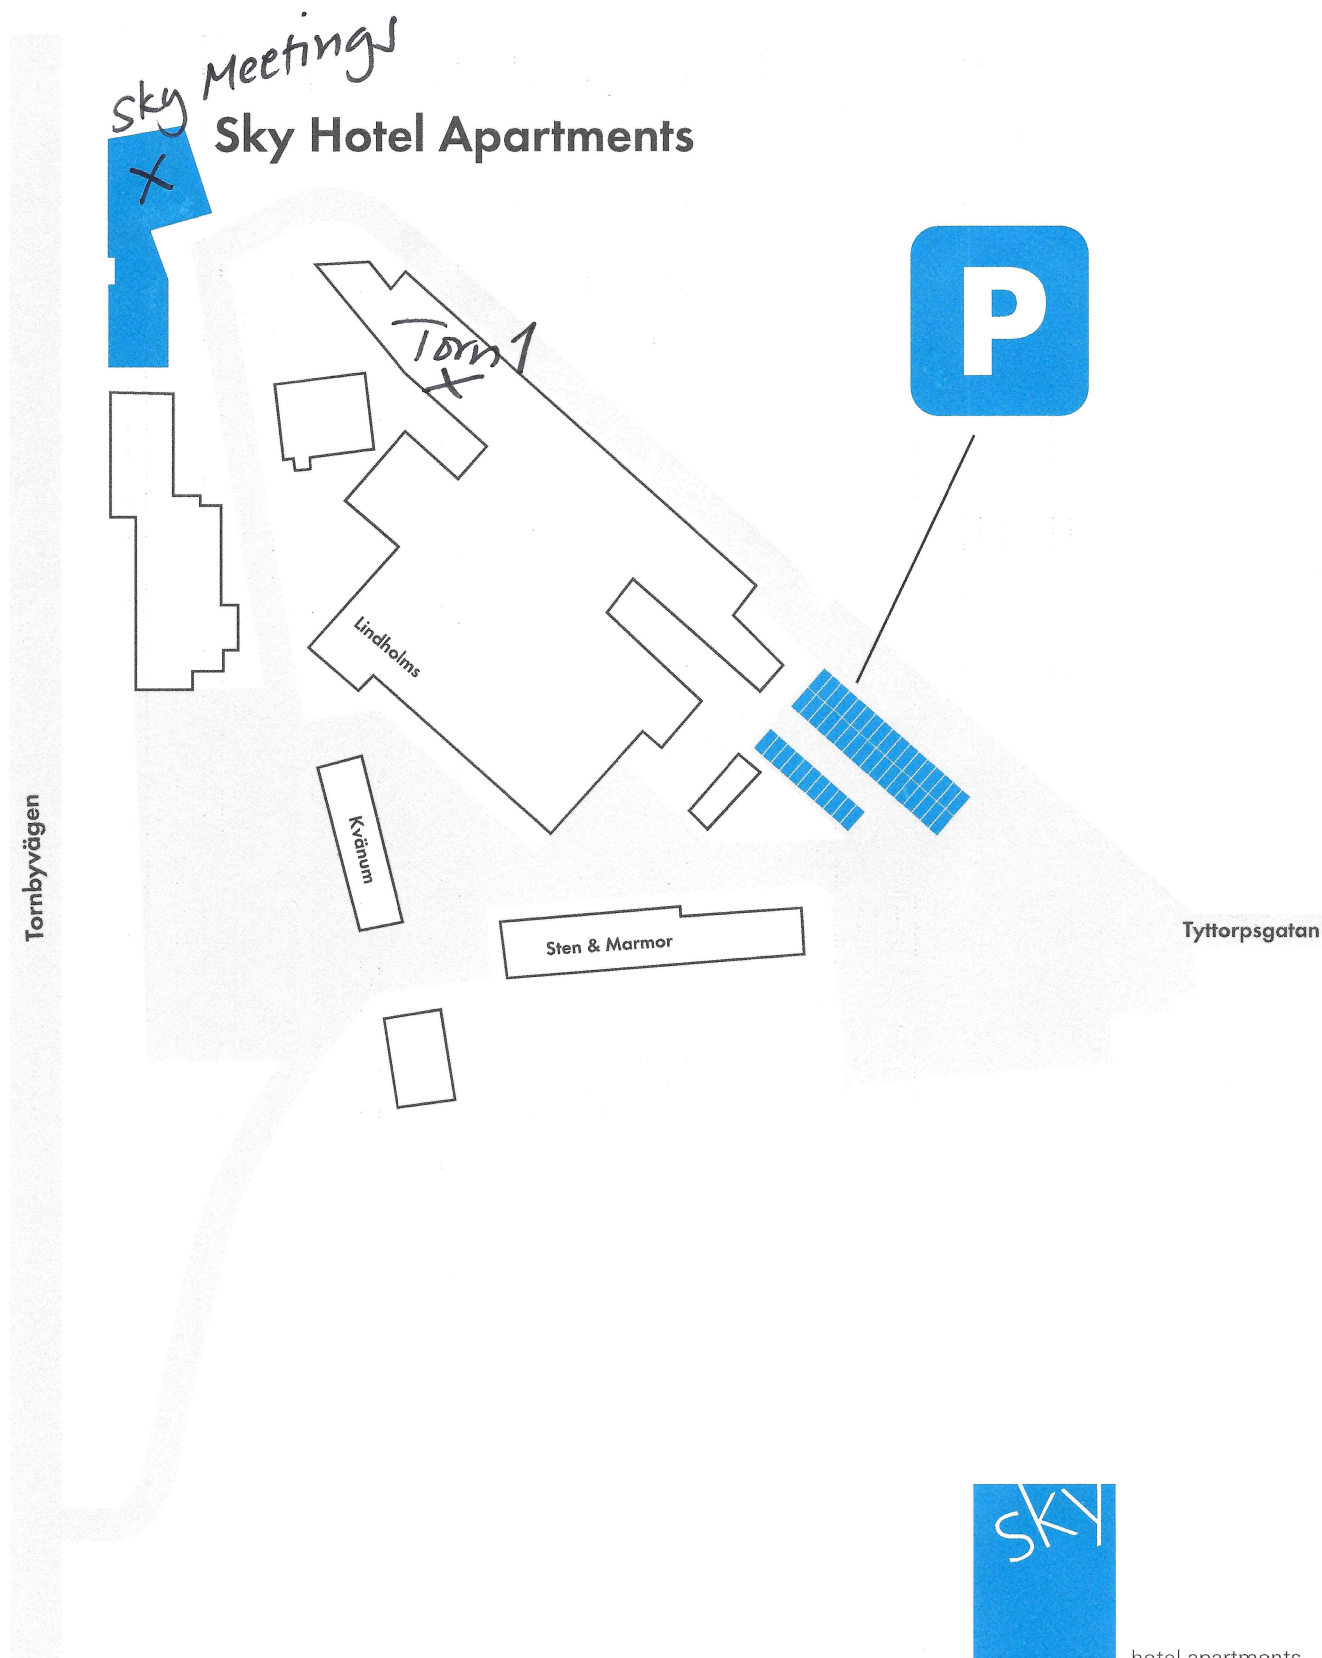 Sky Meetings
Sky Hotel Apartments
P
Torn 1
X
X
Lindholms
Kvänum
Tornbyvägen
Sten & Marmor
Tyttorpsgatan
sky
hotel apartments